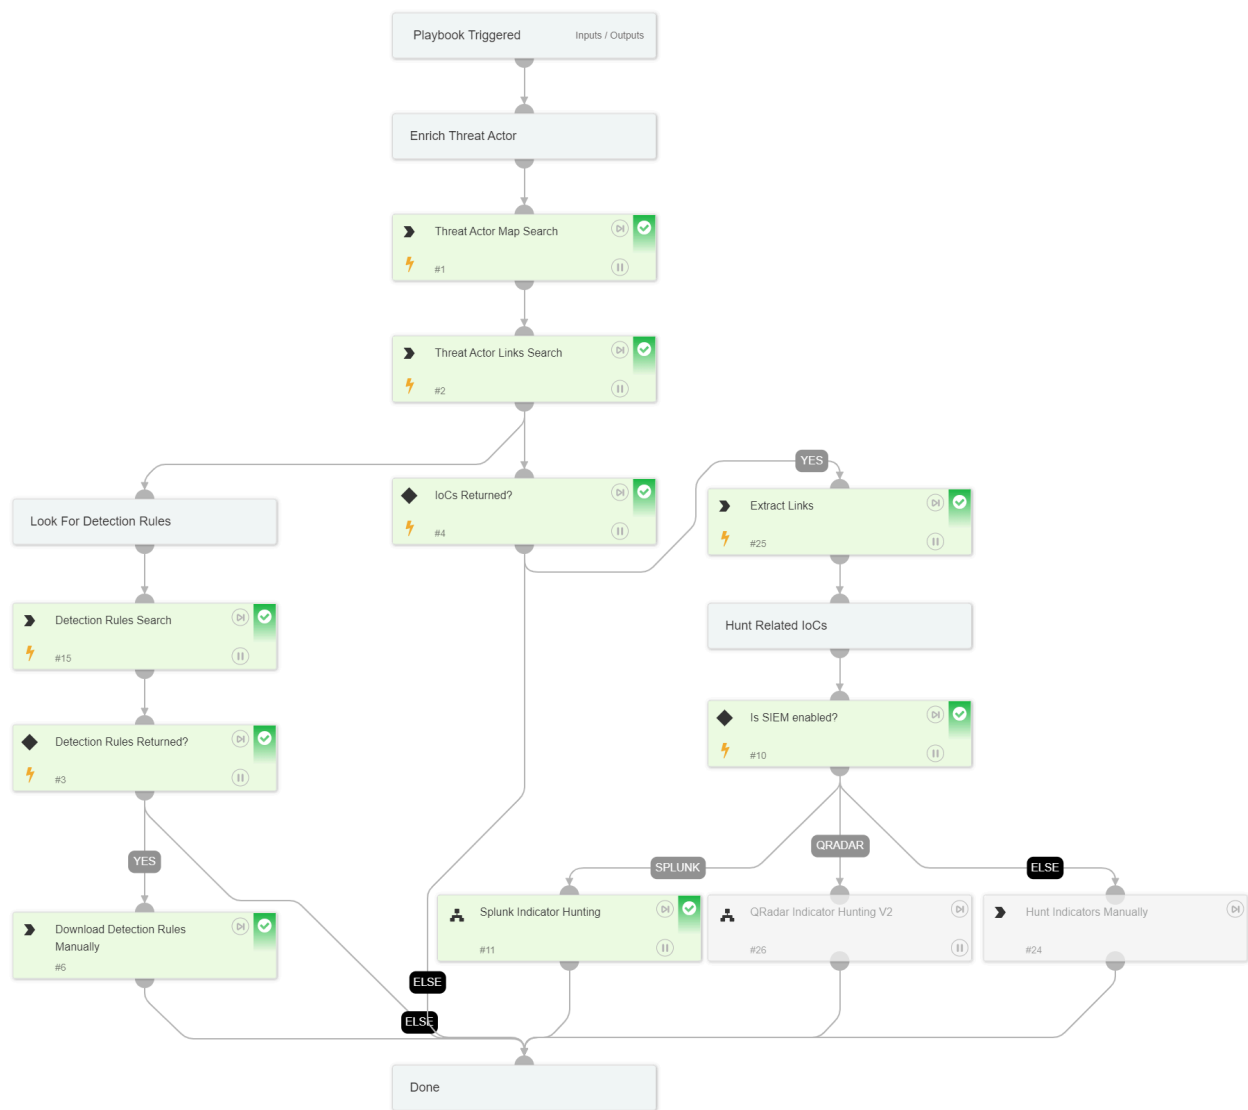 Playbook Triggered Inputs / Outputs
Enrich Threat Actor
Threat Actor Map Search
#1
Threat Actor Links Search
#2
YES
IoCs Returned?
#4
Extract Links
#25
Look For Detection Rules
Detection Rules Search
#15
Hunt Related IoCs
Detection Rules Returned?
#3
Is SIEM enabled?
#10
YES
SPLUNK
QRADAR
ELSE
Download Detection Rules
Manually
#6
Splunk Indicator Hunting
#11
QRadar Indicator Hunting V2
#26
Hunt Indicators Manually
#24
ELSE
ELSE
Done